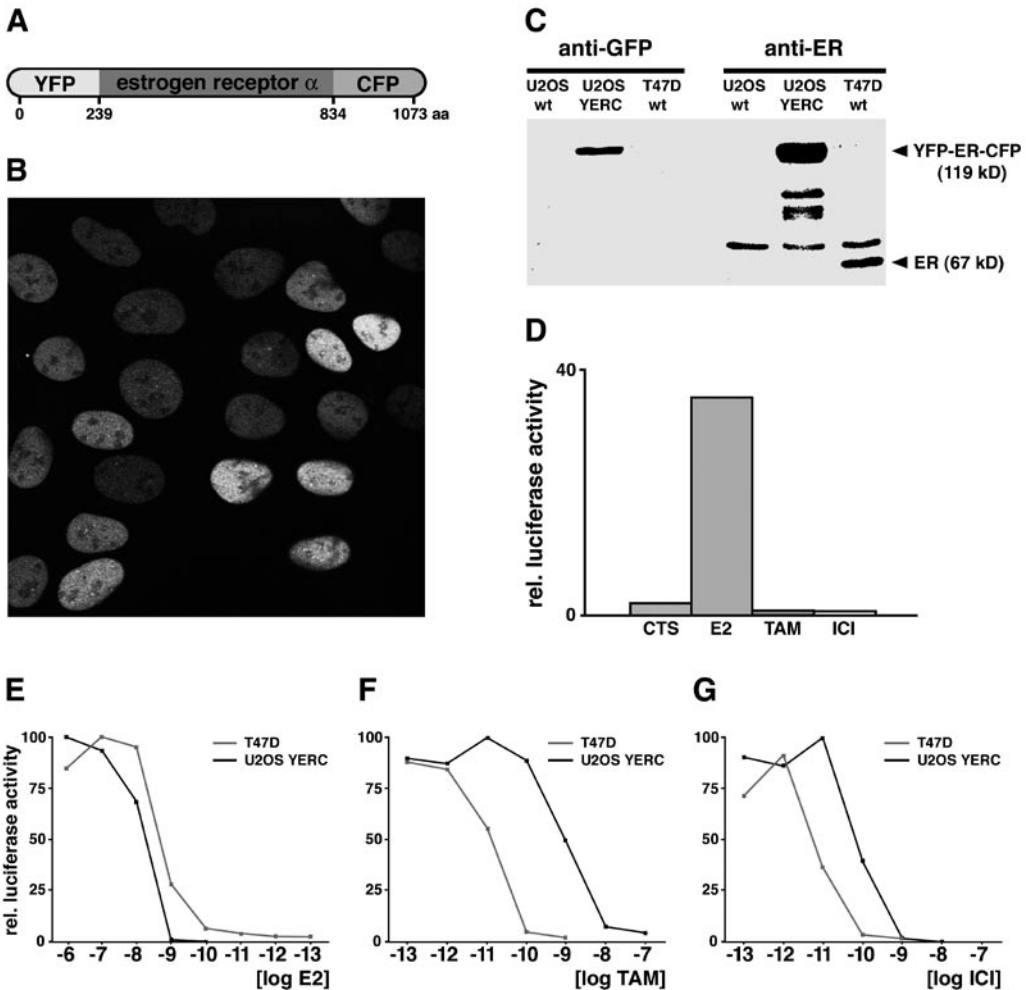 A
YFP estrogen receptor α CFP
0 239 834 1073 aa
B
C
anti-GFP anti-ER
U2OS wt U2OS YERC T47D wt U2OS wt U2OS YERC T47D wt
YFP-ER-CFP
(119 kD)
ER (67 kD)
D
rel. luciferase activity
40
0
CTS E2 TAM ICI
E
rel. luciferase activity
100
75
50
25
0
T47D
U2OS YERC
-6 -7 -8 -9 -10 -11 -12 -13
[log E2]
F
100
75
50
25
0
T47D
U2OS YERC
-13 -12 -11 -10 -9 -8 -7
[log TAM]
G
100
75
50
25
0
T47D
U2OS YERC
-13 -12 -11 -10 -9 -8 -7
[log ICI]